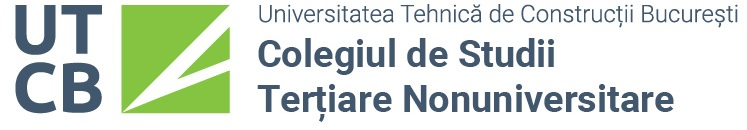 UT
CB
Universitatea Tehnică de Construcții București
Colegiul de Studii
Terțiare Nonuniversitare